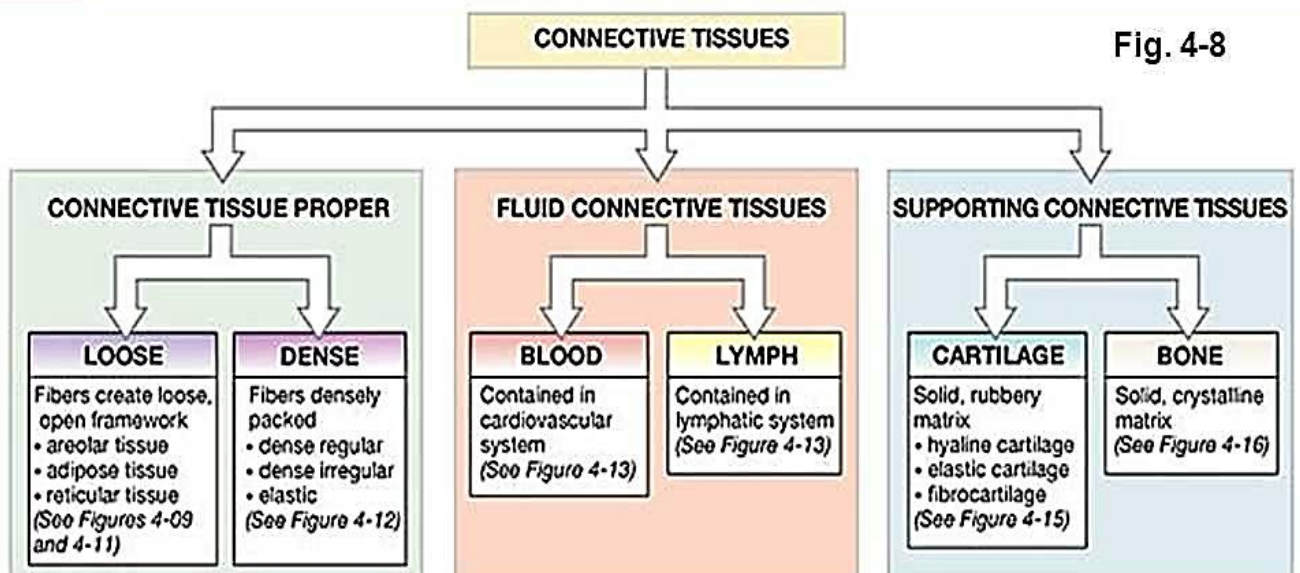 CONNECTIVE TISSUES
Fig. 4-8
CONNECTIVE TISSUE PROPER
LOOSE
Fibers create loose,
open framework
• areolar tissue
• adipose tissue
• reticular tissue
(See Figures 4-09
and 4-11)
DENSE
Fibers densely
packed
• dense regular
• dense irregular
• elastic
(See Figure 4-12)
FLUID CONNECTIVE TISSUES
BLOOD
Contained in
cardiovascular
system
(See Figure 4-13)
LYMPH
Contained in
lymphatic system
(See Figure 4-13)
SUPPORTING CONNECTIVE TISSUES
CARTILAGE
Solid, rubbery
matrix
• hyaline cartilage
• elastic cartilage
• fibrocartilage
(See Figure 4-15)
BONE
Solid, crystalline
matrix
(See Figure 4-16)